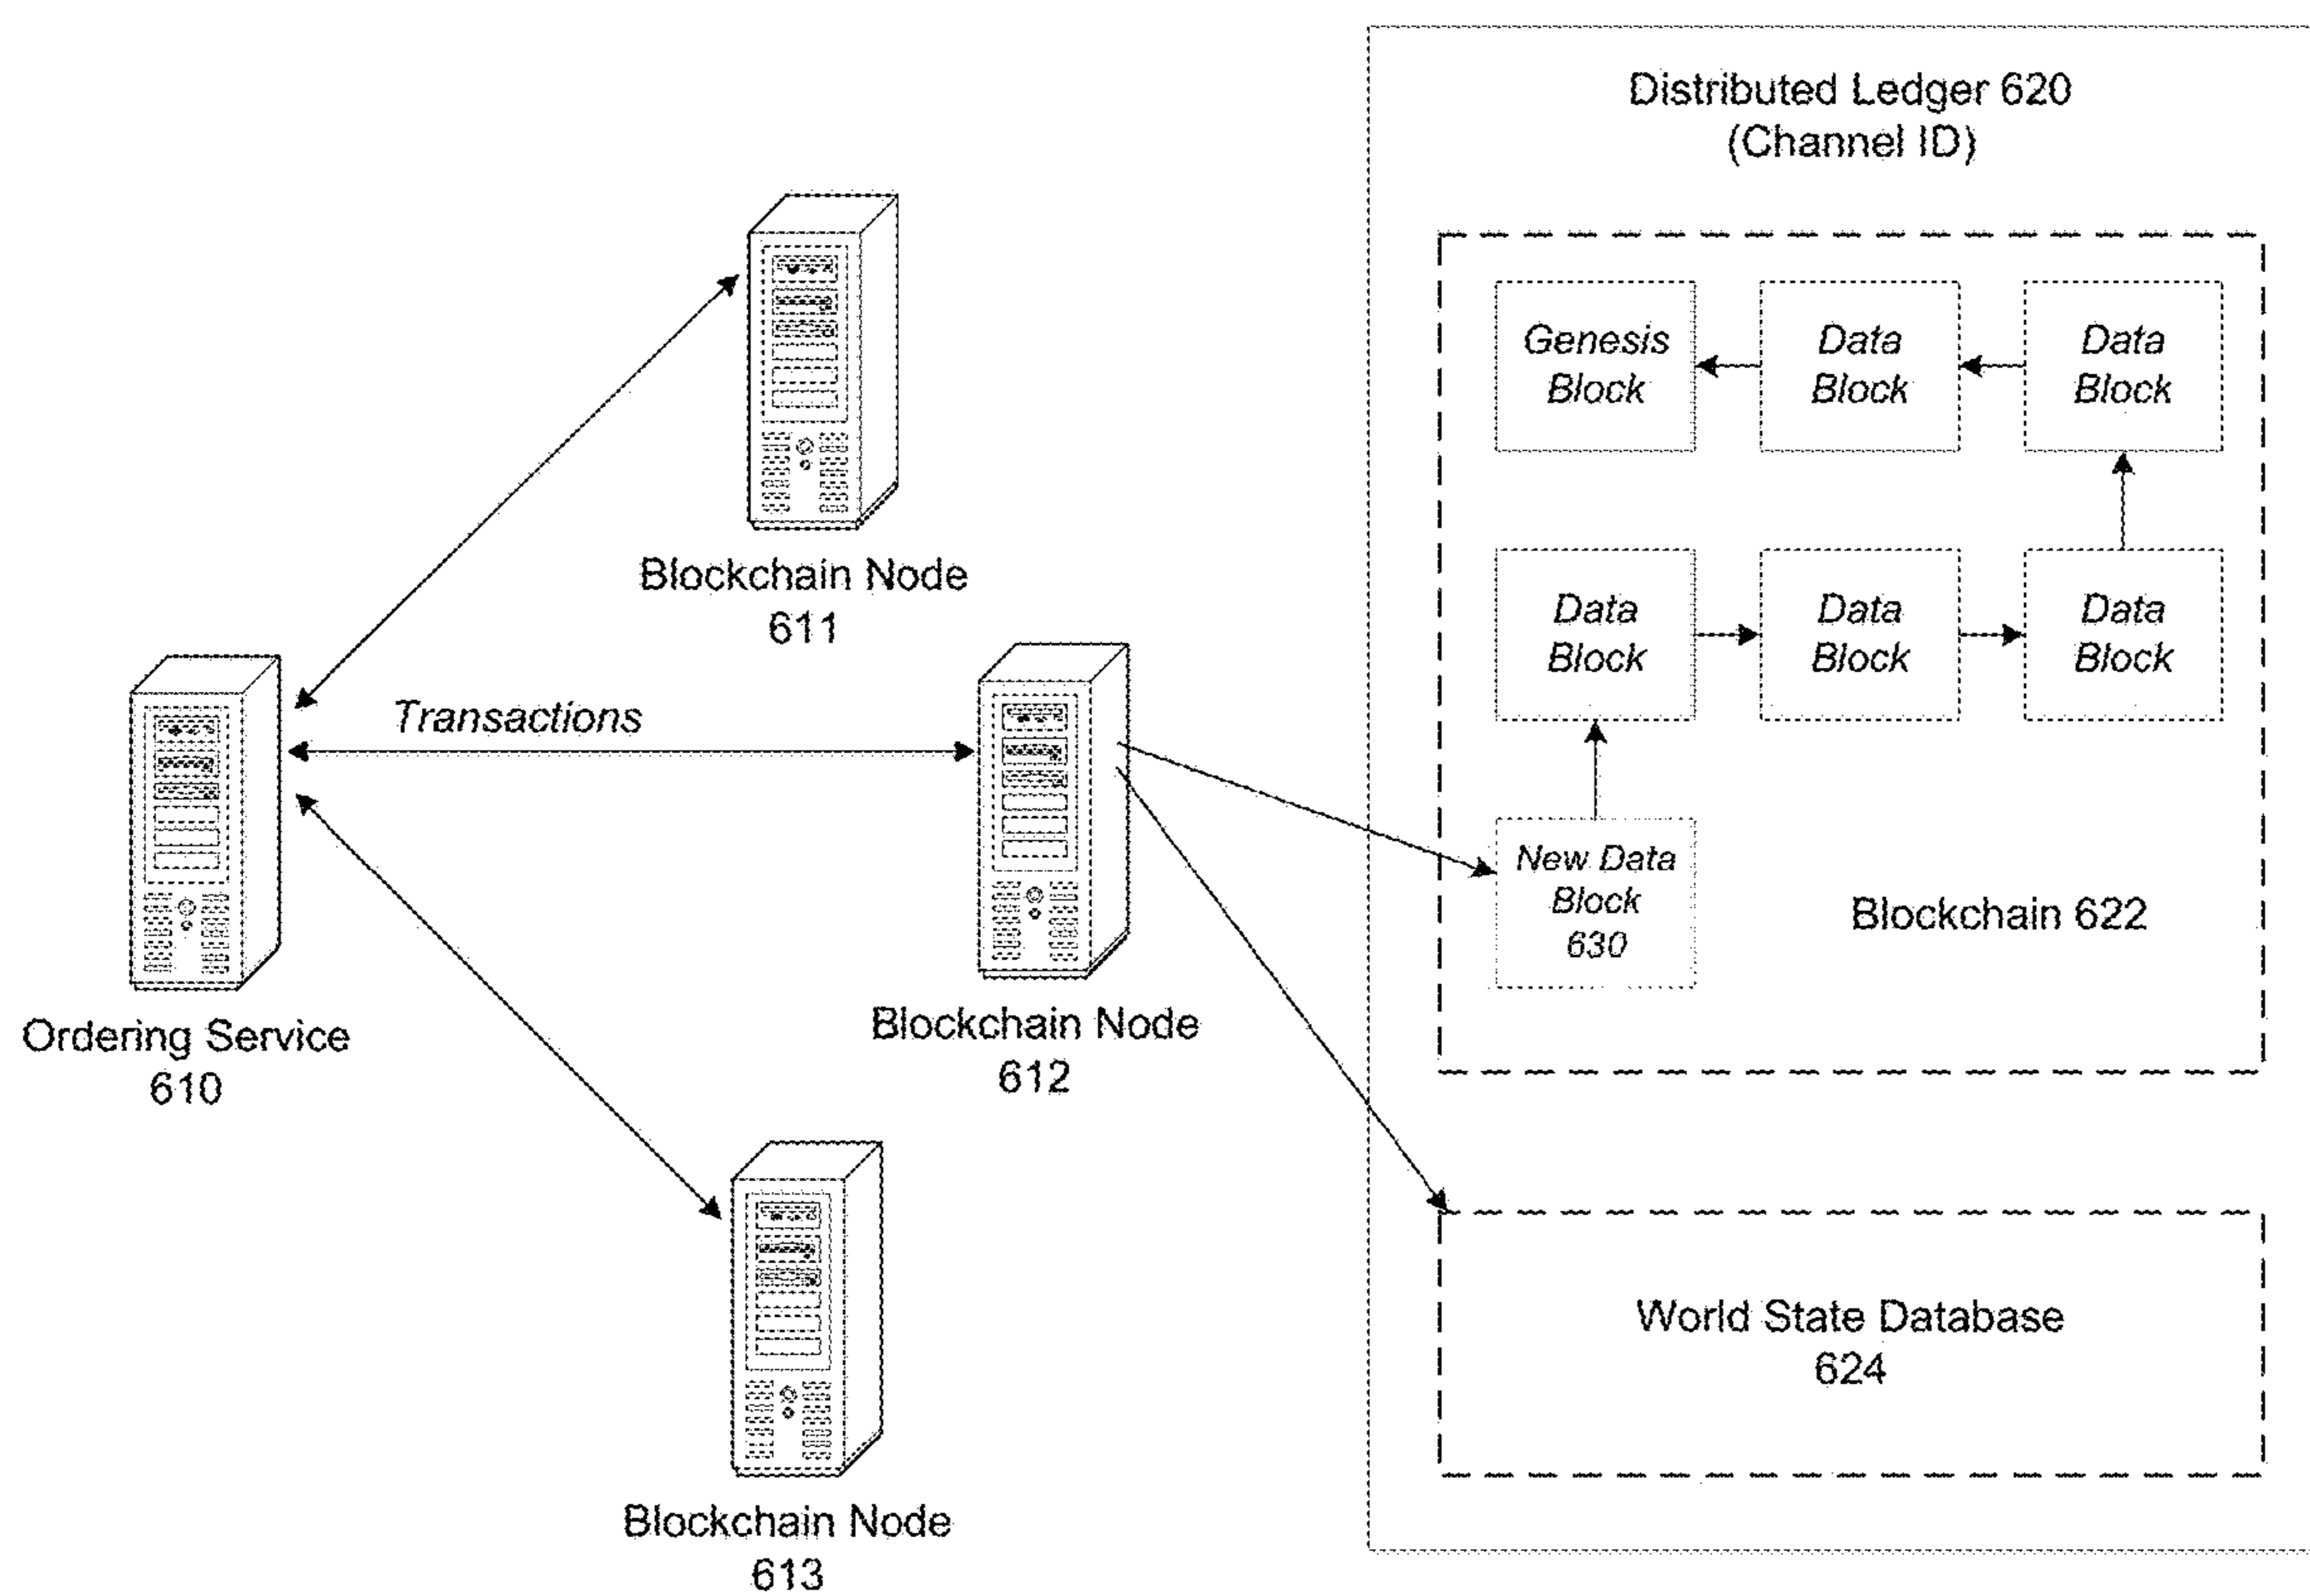 Distributed Ledger 620
(Channel ID)
Genesis
Block
Data
Block
Data
Block
Blockchain Node
611
Data
Block
Data
Block
Data
Block
Transactions
New Data
Block
630
Blockchain 622
Ordering Service
610
Blockchain Node
612
World State Database
624
Blockchain Node
613